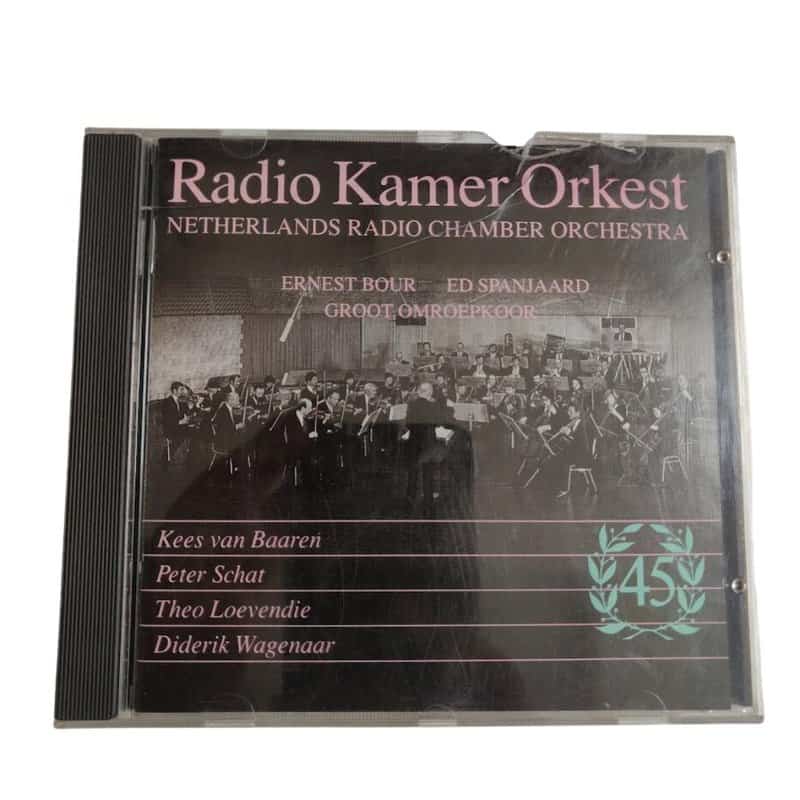 Radio Kamer Orkest
NETHERLANDS RADIO CHAMBER ORCHESTRA
ERNEST BOUR ED SPANJAARD
GROOT OMROEPKOOR
Kees van Baaren
Peter Schat
Theo Loevendie
Diderik Wagenaar
45